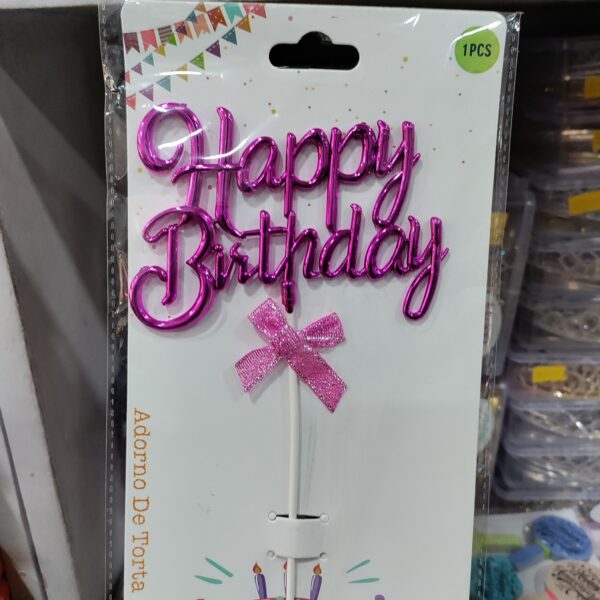 1PCS
Happy
Birthday
Adorno De Torta